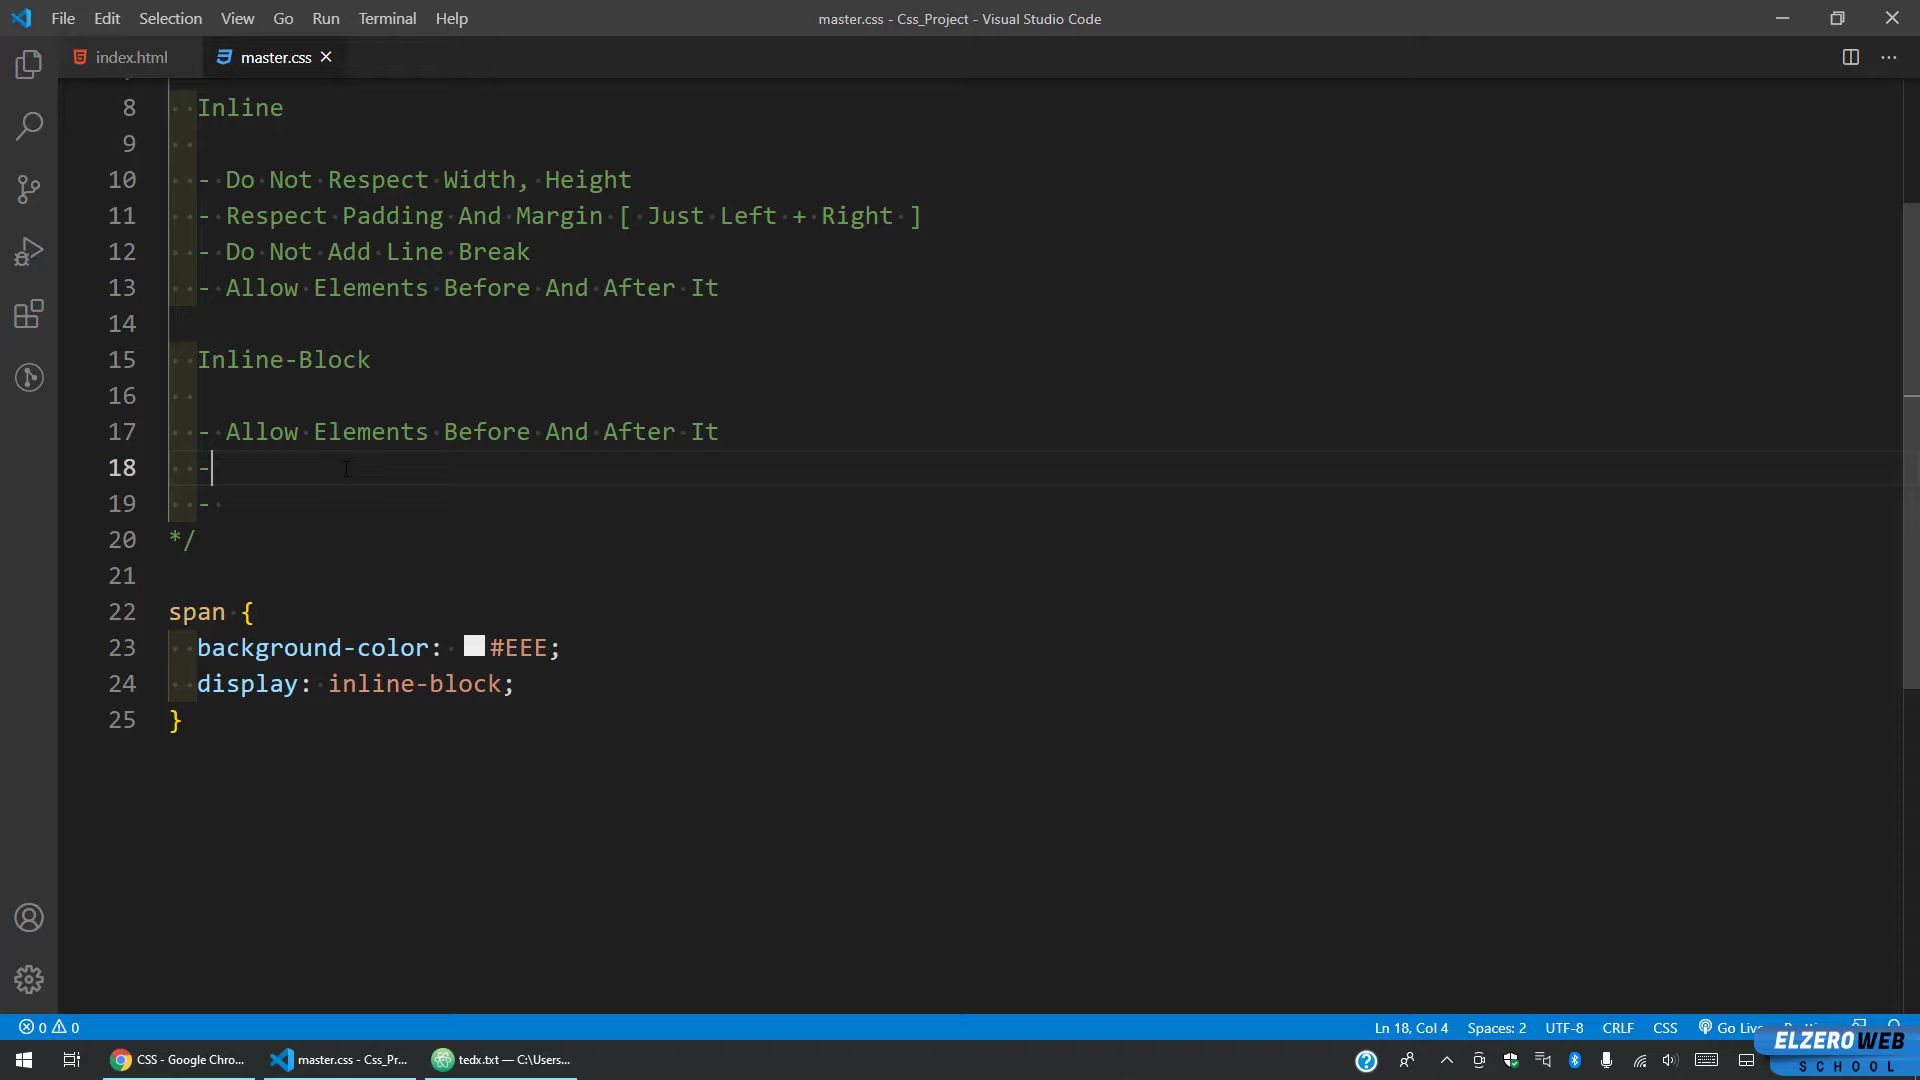 File Edit Selection View Go Run Terminal Help
master.css - Css_Project - Visual Studio Code
index.html
master.css
8 Inline
9
10 - Do Not Respect Width, Height
11 - Respect Padding And Margin [ Just Left + Right ]
12 - Do Not Add Line Break
13 - Allow Elements Before And After It
14
15 Inline-Block
16
17 - Allow Elements Before And After It
18 -
19 -
20 */
21
22 span {
23 background-color: #EEE;
24 display: inline-block;
25 }
0 0
Ln 18, Col 4 Spaces: 2 UTF-8 CRLF CSS Go Live
CSS - Google Chro...
master.css - Css_Pr...
tedx.txt — C:\Users...
ELZEROWEB
SCHOOL